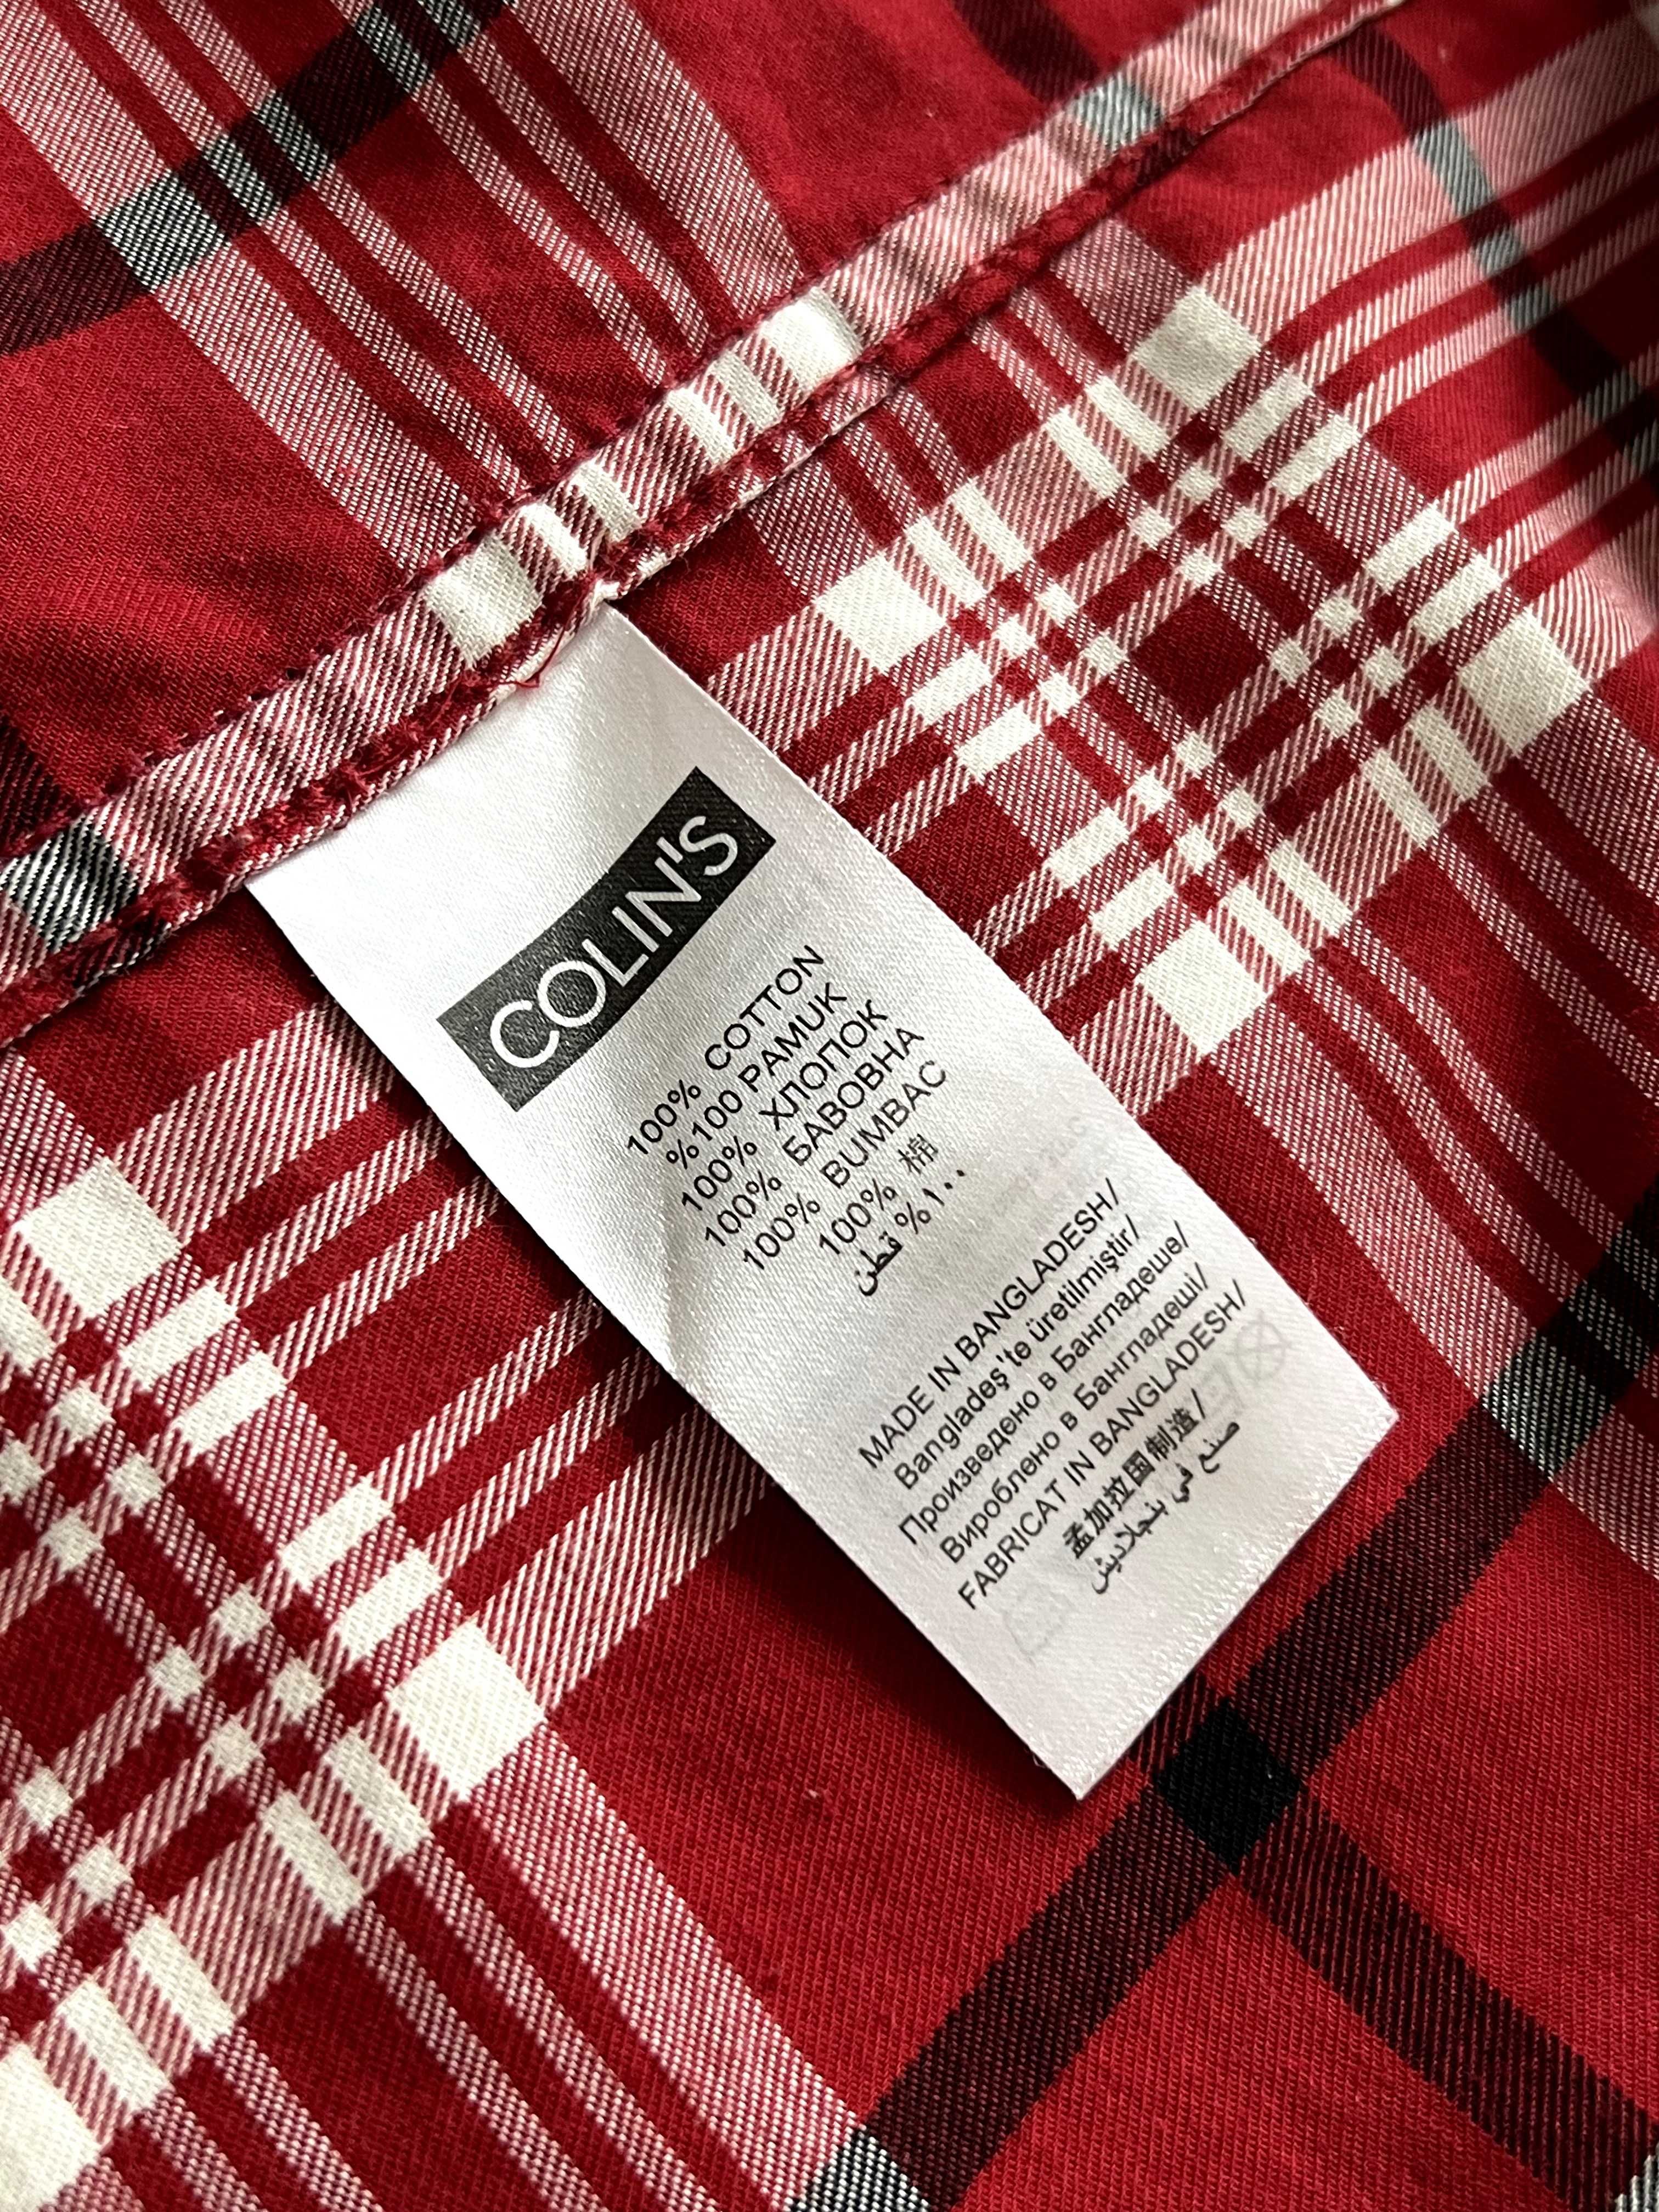 COLIN'S
100% COTTON
%100 PAMUK
100% ХЛОПОК
100% БАВОВНА
100% BUMBAC
100% 棉
%١٠٠ قطن
MADE IN BANGLADESH/
Bangladeş'te üretilmiştir/
Произведено в Бангладеше/
Вироблено в Бангладеші/
FABRICAT IN BANGLADESH/
孟加拉国制造/
صنع في بنجلاديش